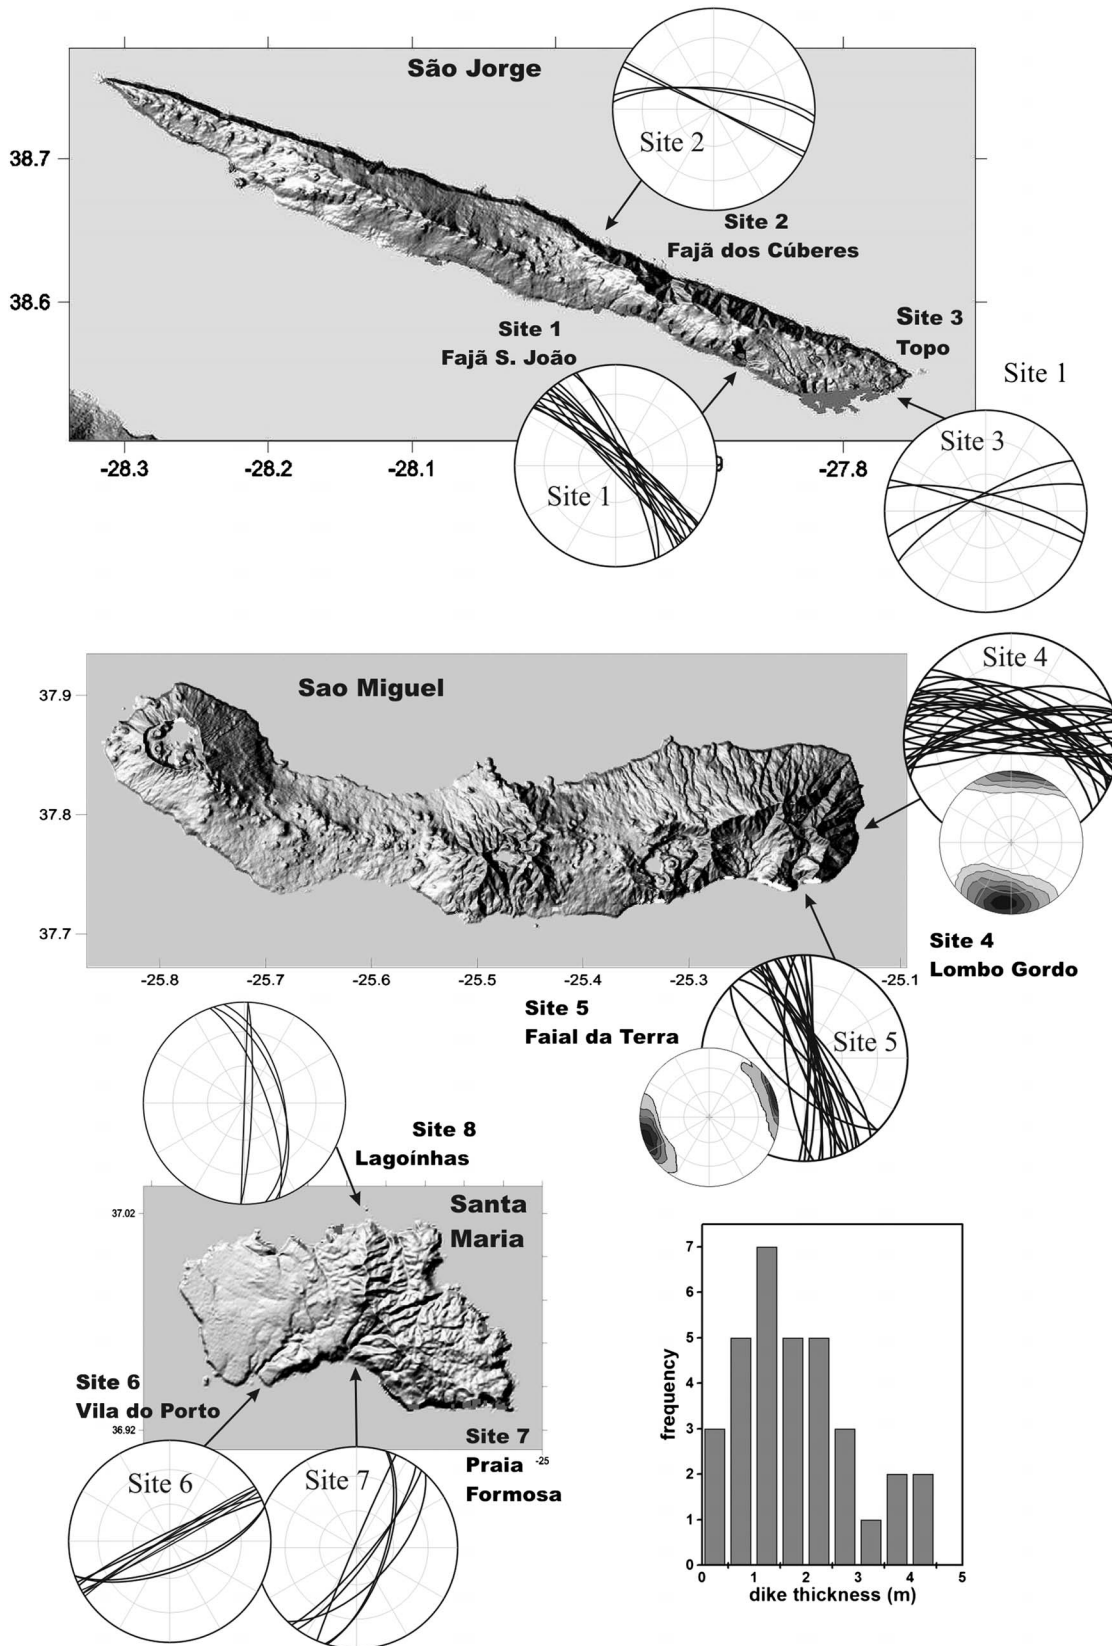 São Jorge
38.7
38.6
-28.3
-28.2
-28.1
9
-27.8
Site 2
Site 2
Fajã dos Cúberes
Site 1
Fajã S. João
Site 3
Topo
Site 1
Site 1
Site 3
Sao Miguel
37.9
37.8
37.7
-25.8
-25.7
-25.6
-25.5
-25.4
-25.3
-25.1
Site 4
Site 4
Lombo Gordo
Site 5
Faial da Terra
Site 5
Site 8
Lagoínhas
Santa
Maria
37.02
36.92
-25
Site 6
Vila do Porto
Site 7
Praia
Formosa
Site 6
Site 7
frequency
7
6
5
4
3
2
1
0
0
1
2
3
4
5
dike thickness (m)